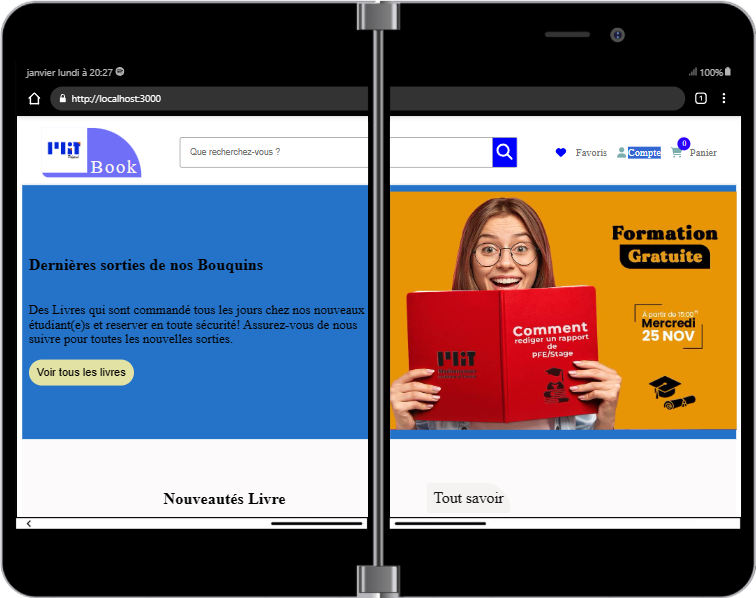 janvier lundi à 20:27
100%
http://localhost:3000
1
MIT
Book
Que recherchez-vous ?
Favoris
Compte
0
Panier
Dernières sorties de nos Bouquins
Des Livres qui sont commandé tous les jours chez nos nouveaux
étudiant(e)s et reserver en toute sécurité! Assurez-vous de nous
suivre pour toutes les nouvelles sorties.
Voir tous les livres
Formation
Gratuite
A partir du 15:00
Mercredi
25 NOV
Comment
rediger un rapport
de
PFE/Stage
Nouveautés Livre
Tout savoir